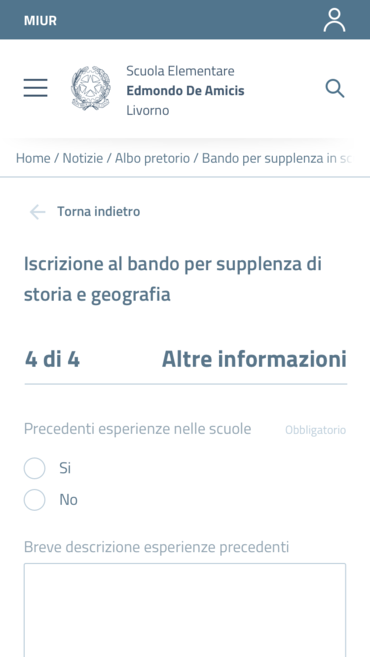 MIUR
Scuola Elementare
Edmondo De Amicis
Livorno
Home / Notizie / Albo pretorio / Bando per supplenza in
Torna indietro
Iscrizione al bando per supplenza di
storia e geografia
4 di 4 Altre informazioni
Precedenti esperienze nelle scuole Obbligatorio
Si
No
Breve descrizione esperienze precedenti